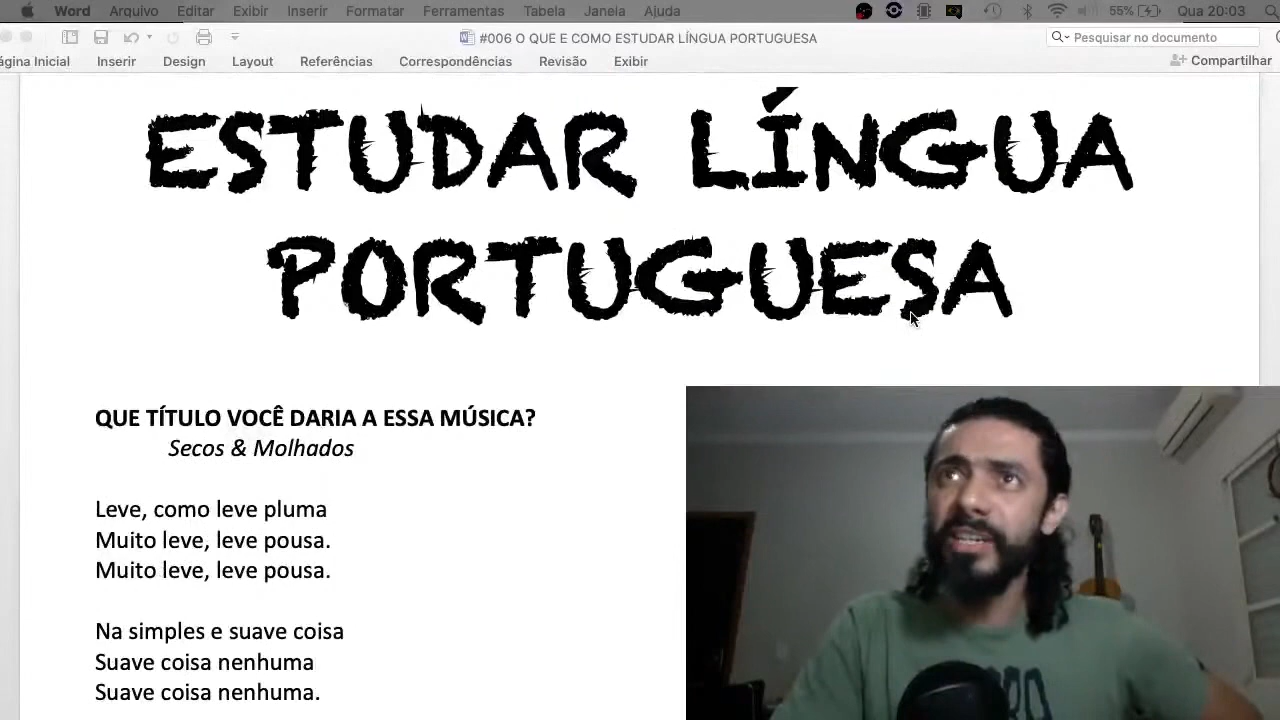 Word Arquivo Editar Exibir Inserir Formatar Ferramentas Tabela Janela Ajuda 55% Qua 20:03
#006 O QUE E COMO ESTUDAR LÍNGUA PORTUGUESA Pesquisar no documento
ágina Inicial Inserir Design Layout Referências Correspondências Revisão Exibir Compartilhar
ESTUDAR LÍNGUA
PORTUGUESA
QUE TÍTULO VOCÊ DARIA A ESSA MÚSICA?
Secos & Molhados
Leve, como leve pluma
Muito leve, leve pousa.
Muito leve, leve pousa.
Na simples e suave coisa
Suave coisa nenhuma
Suave coisa nenhuma.